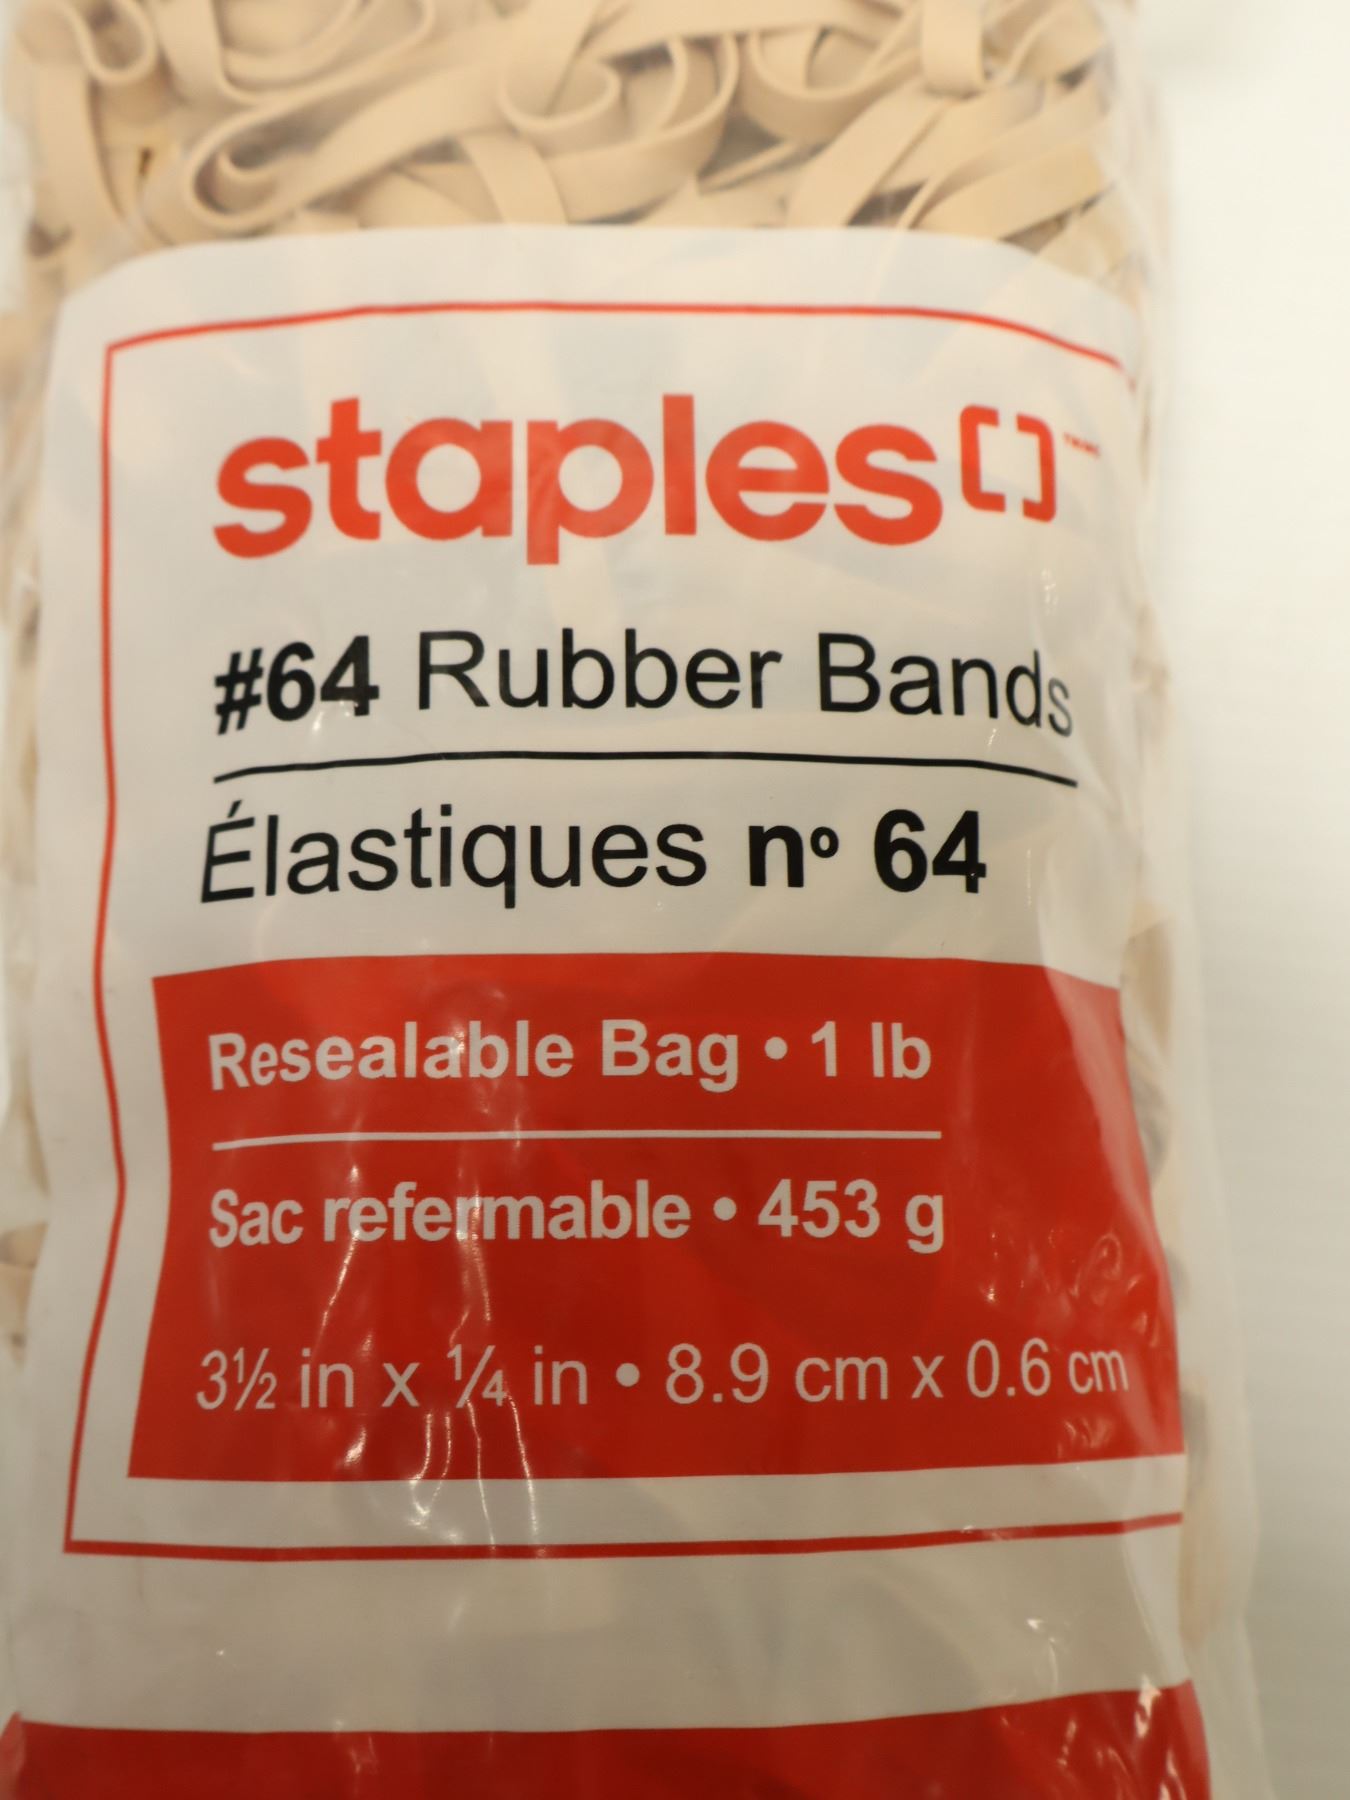 staples
#64 Rubber Bands
Élastiques nº 64
Resealable Bag • 1 lb
Sac refermable • 453 g
3½ in x ¼ in • 8.9 cm x 0.6 cm